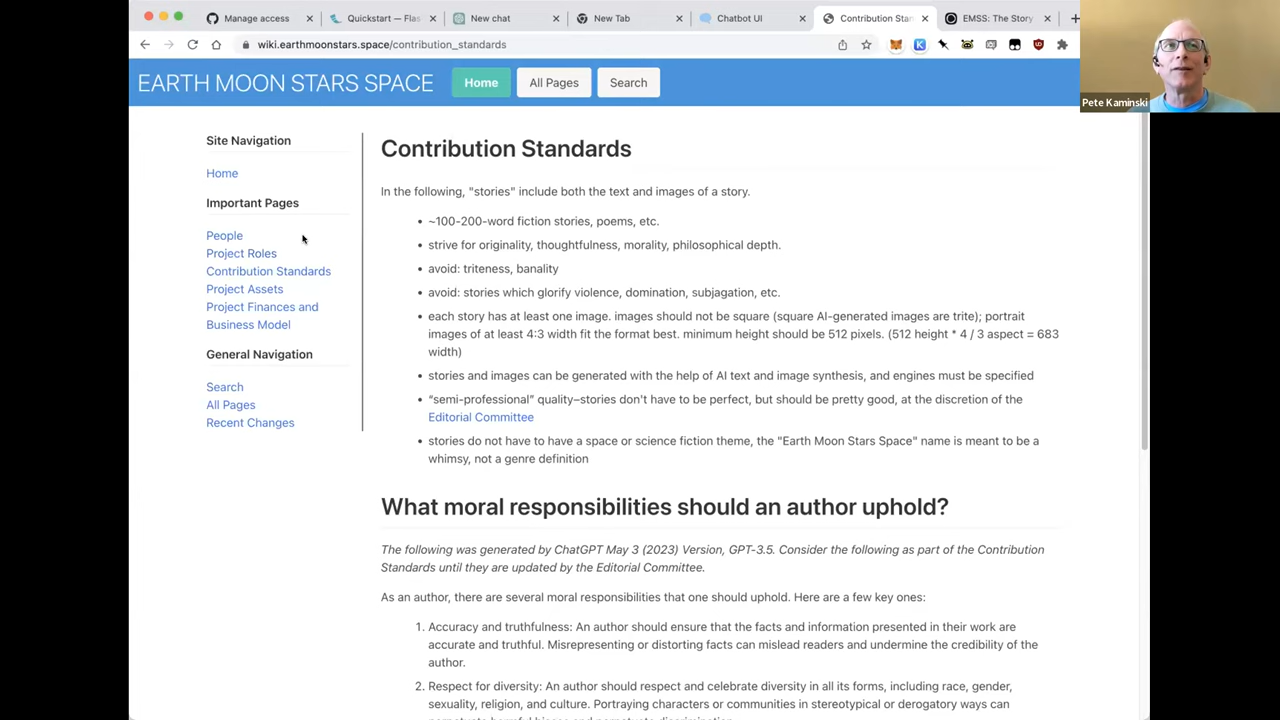 Manage access
Quickstart — Flas
New chat
New Tab
Chatbot UI
Contribution Stan
EMSS: The Story
wiki.earthmoonstars.space/contribution_standards
EARTH MOON STARS SPACE
Home
All Pages
Search
Pete Kaminski
Site Navigation
Home
Important Pages
People
Project Roles
Contribution Standards
Project Assets
Project Finances and
Business Model
General Navigation
Search
All Pages
Recent Changes
Contribution Standards
In the following, "stories" include both the text and images of a story.
• ~100-200-word fiction stories, poems, etc.
• strive for originality, thoughtfulness, morality, philosophical depth.
• avoid: triteness, banality
• avoid: stories which glorify violence, domination, subjagation, etc.
• each story has at least one image. images should not be square (square AI-generated images are trite); portrait
images of at least 4:3 width fit the format best. minimum height should be 512 pixels. (512 height * 4 / 3 aspect = 683
width)
• stories and images can be generated with the help of AI text and image synthesis, and engines must be specified
• “semi-professional” quality—stories don't have to be perfect, but should be pretty good, at the discretion of the
Editorial Committee
• stories do not have to have a space or science fiction theme, the "Earth Moon Stars Space" name is meant to be a
whimsy, not a genre definition
What moral responsibilities should an author uphold?
The following was generated by ChatGPT May 3 (2023) Version, GPT-3.5. Consider the following as part of the Contribution
Standards until they are updated by the Editorial Committee.
As an author, there are several moral responsibilities that one should uphold. Here are a few key ones:
1. Accuracy and truthfulness: An author should ensure that the facts and information presented in their work are
accurate and truthful. Misrepresenting or distorting facts can mislead readers and undermine the credibility of the
author.
2. Respect for diversity: An author should respect and celebrate diversity in all its forms, including race, gender,
sexuality, religion, and culture. Portraying characters or communities in stereotypical or derogatory ways can